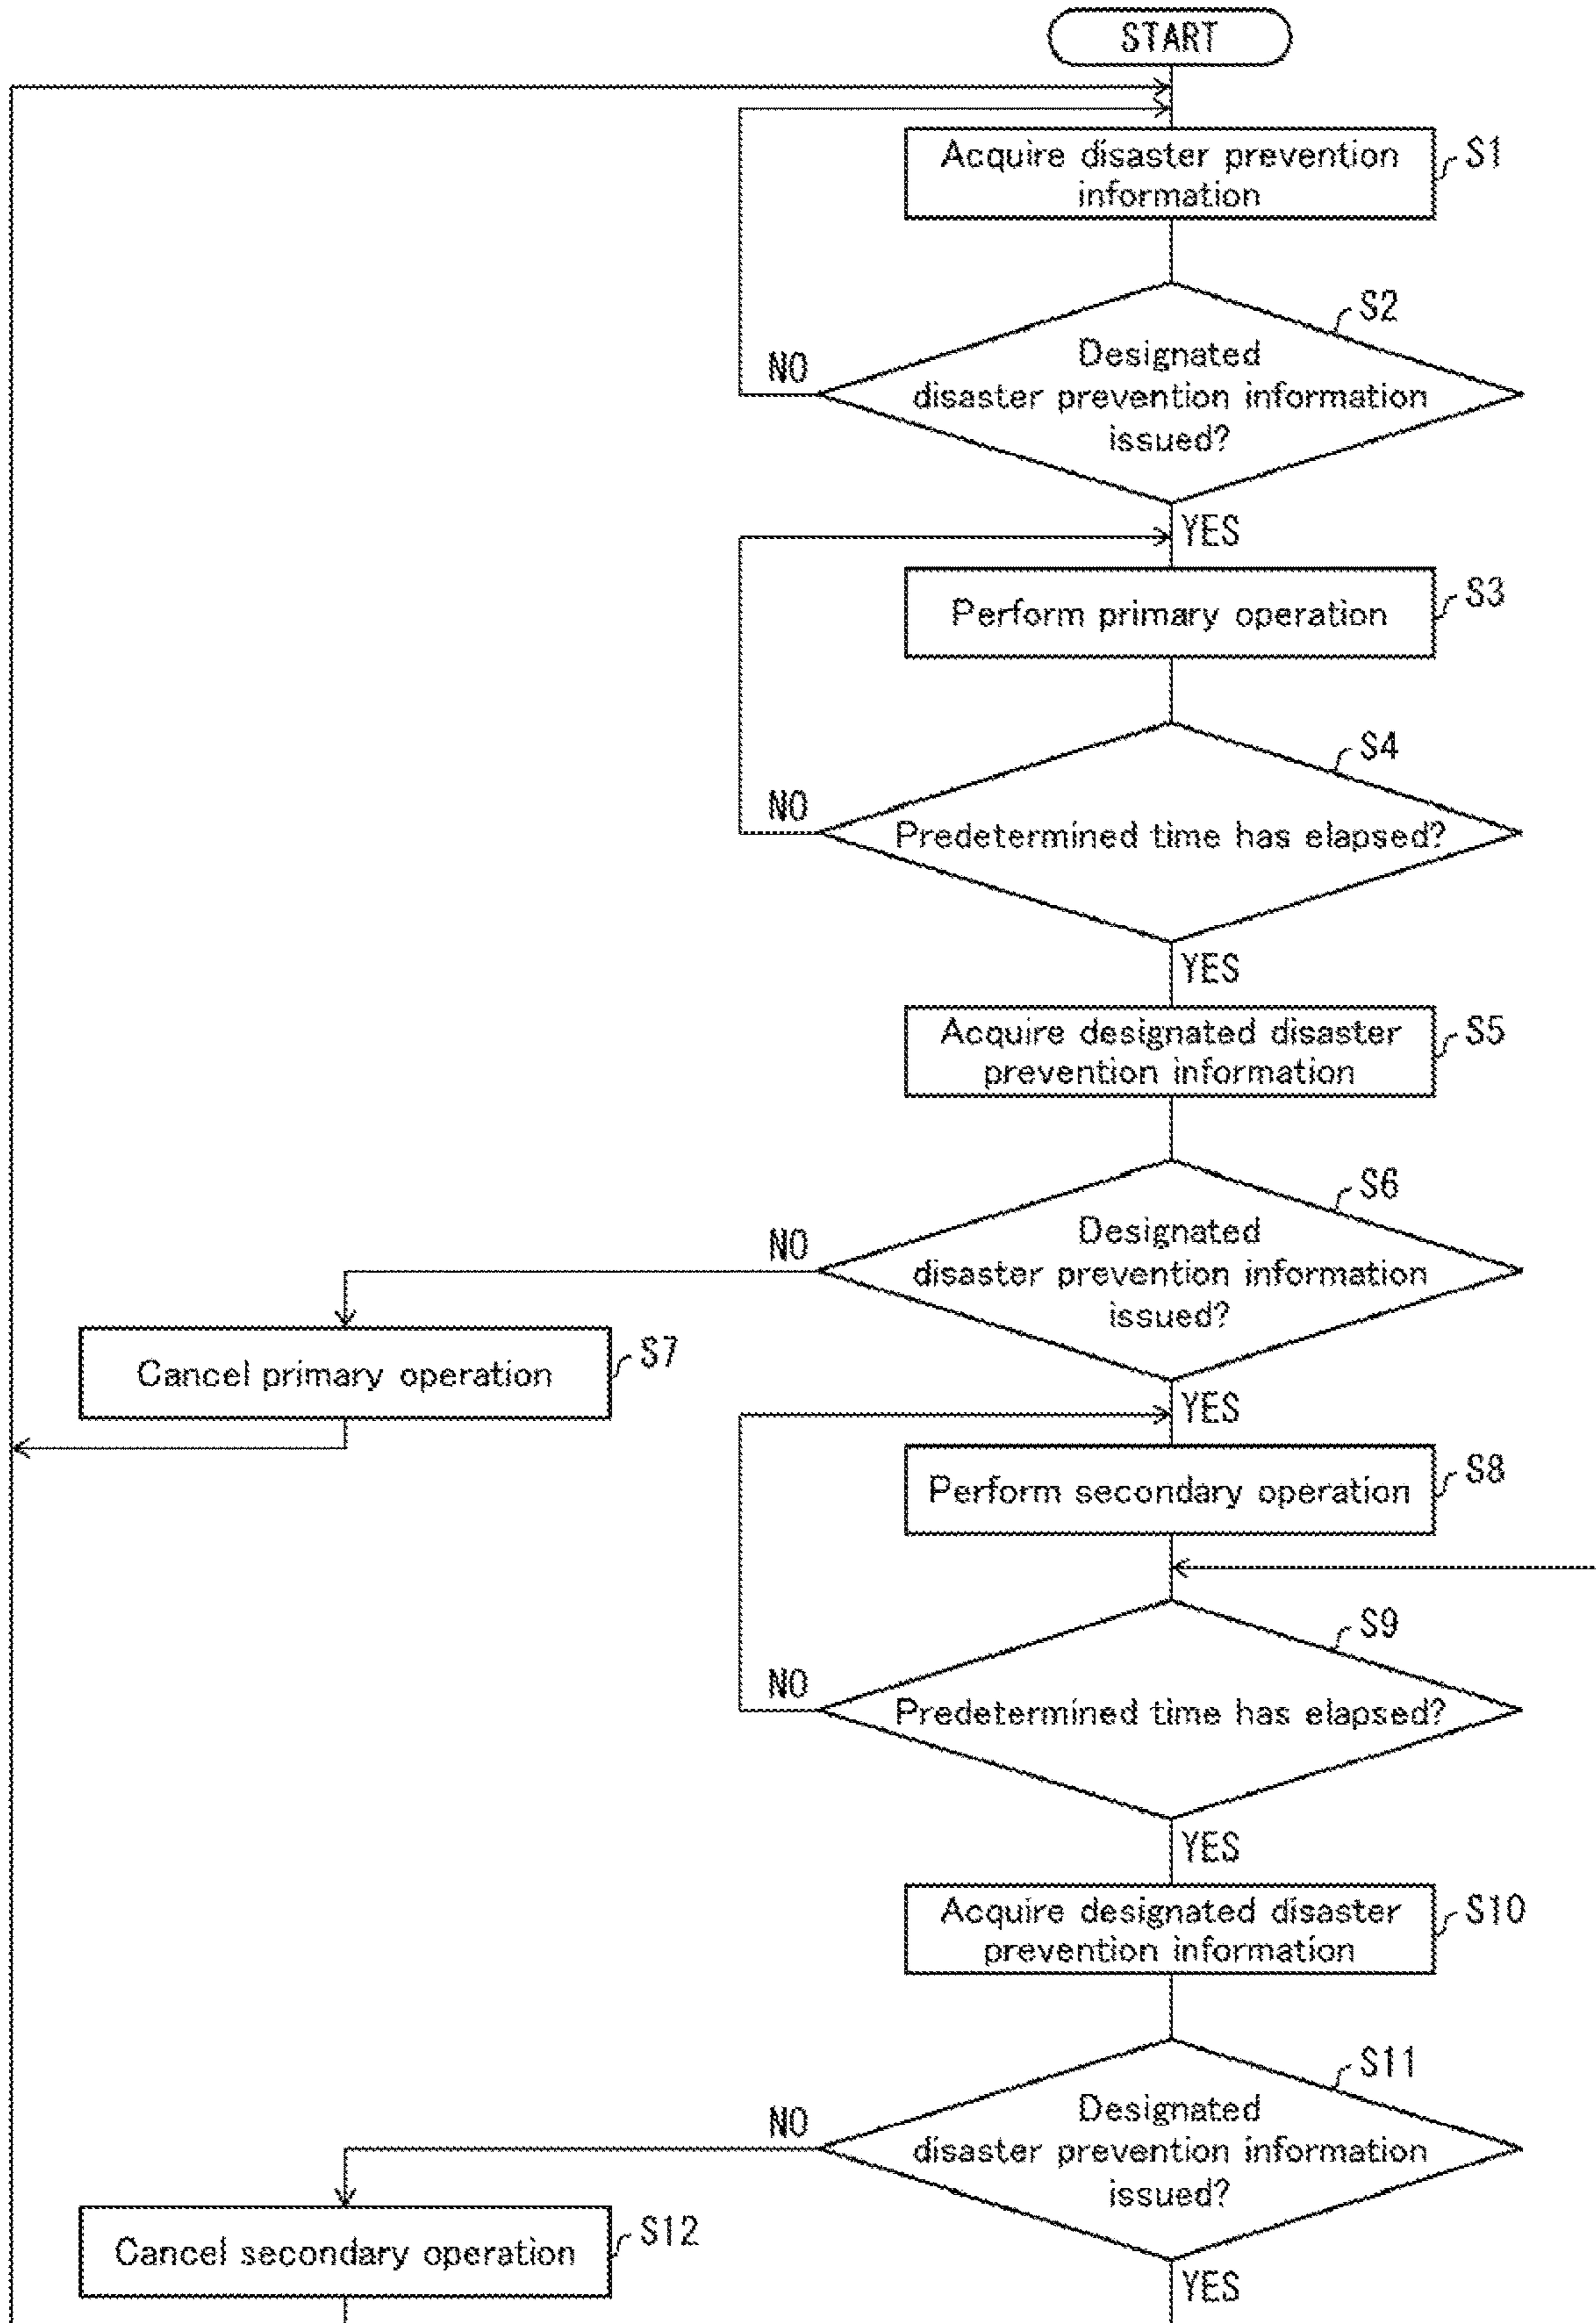 START
Acquire disaster prevention
information
S1
S2
Designated
disaster prevention information
issued?
NO
YES
Perform primary operation
S3
S4
Predetermined time has elapsed?
NO
YES
Acquire designated disaster
prevention information
S5
S6
Designated
disaster prevention information
issued?
NO
YES
Cancel primary operation
S7
Perform secondary operation
S8
S9
Predetermined time has elapsed?
NO
YES
Acquire designated disaster
prevention information
S10
S11
Designated
disaster prevention information
issued?
NO
YES
Cancel secondary operation
S12